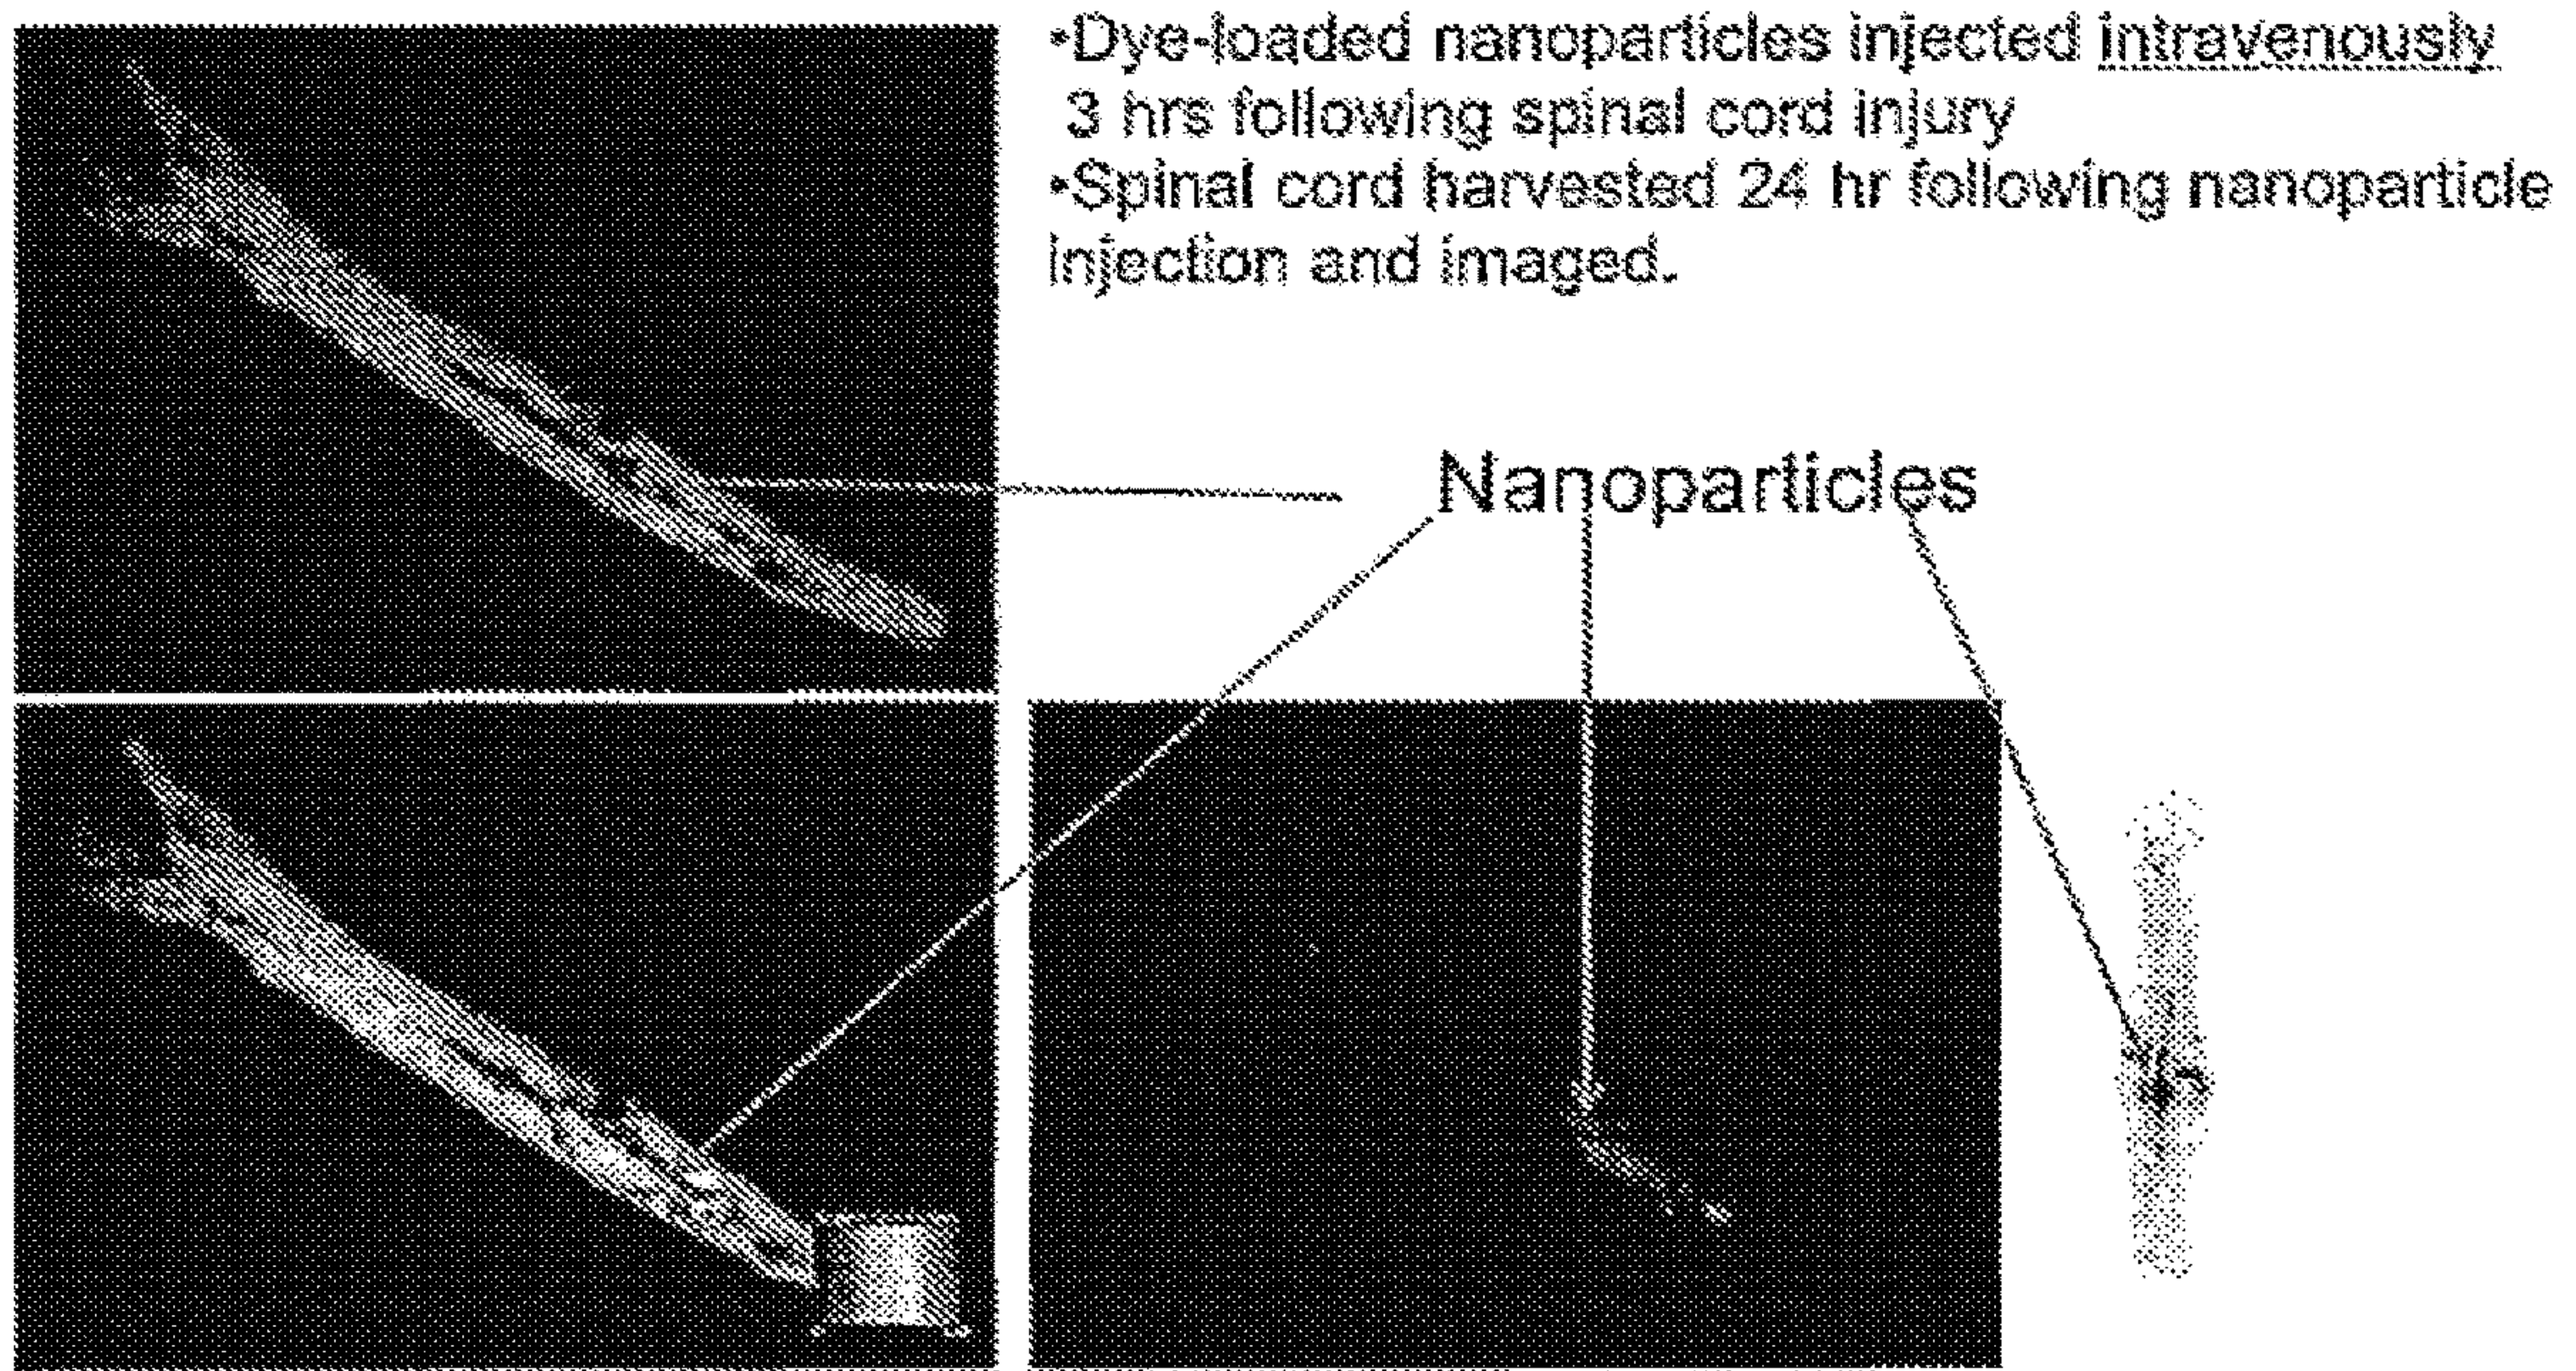 •Dye-loaded nanoparticles injected intravenously
3 hrs following spinal cord injury
•Spinal cord harvested 24 hr following nanoparticle
injection and imaged.
Nanoparticles